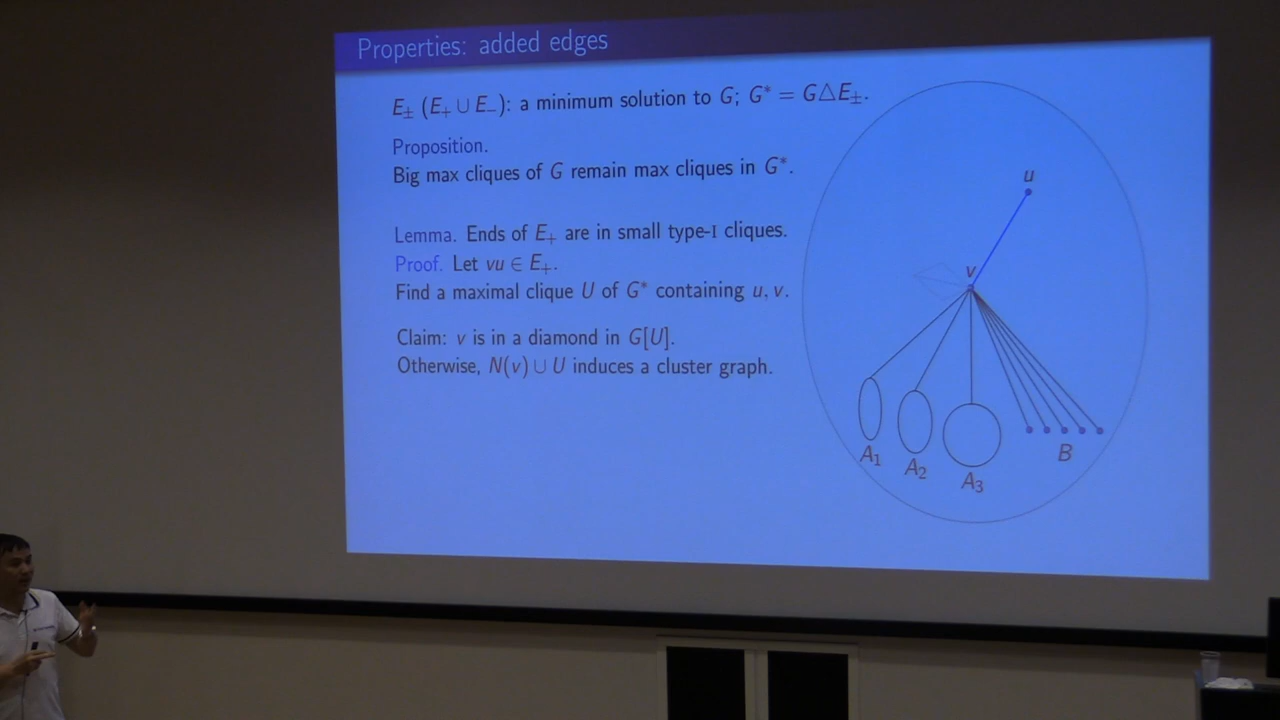 Properties: added edges
E± (E₊ ∪ E₋): a minimum solution to G; G* = G△E±.
Proposition.
Big max cliques of G remain max cliques in G*.
Lemma. Ends of E₊ are in small type-I cliques.
Proof. Let vu ∈ E₊.
Find a maximal clique U of G* containing u, v.
Claim: v is in a diamond in G[U].
Otherwise, N(v) ∪ U induces a cluster graph.
u
v
A₁
A₂
A₃
B